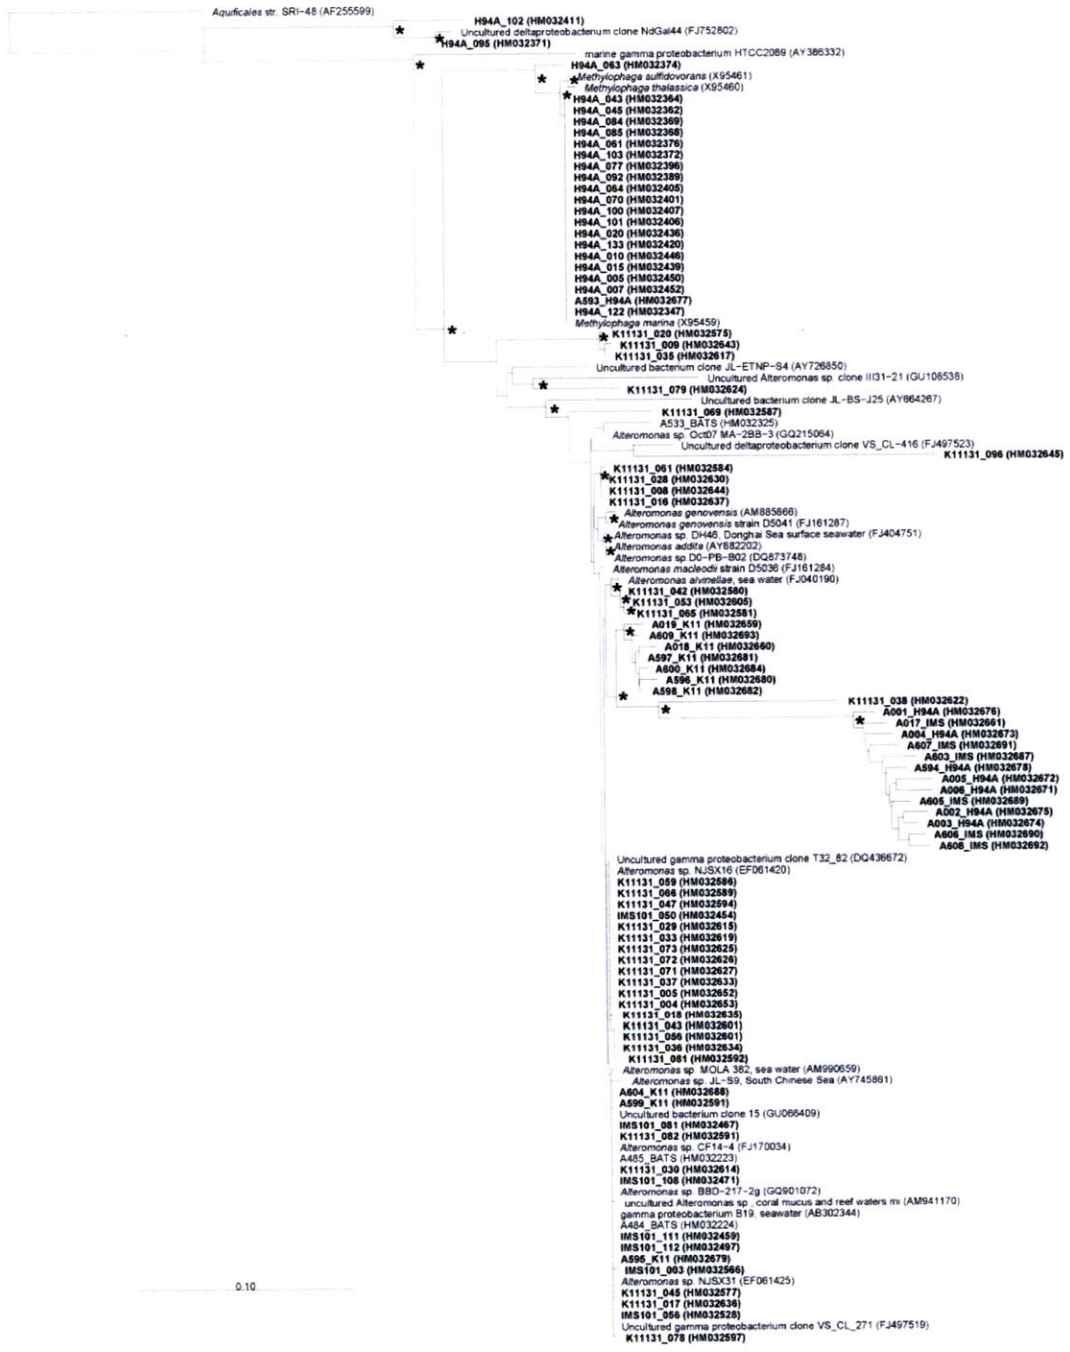 Aquificales str. SRI-48 (AF255599)
H94A_102 (HM032411)
Uncultured deltaproteobacterium clone NdGal44 (FJ752802)
H94A_095 (HM032371)
marine gamma proteobacterium HTCC2089 (AY386332)
H94A_063 (HM032374)
Methylophaga sulfidovorans (X95461)
Methylophaga thalassica (X95460)
H94A_043 (HM032364)
H94A_045 (HM032362)
H94A_084 (HM032369)
H94A_085 (HM032368)
H94A_061 (HM032376)
H94A_103 (HM032372)
H94A_077 (HM032396)
H94A_092 (HM032389)
H94A_064 (HM032405)
H94A_070 (HM032401)
H94A_100 (HM032407)
H94A_101 (HM032406)
H94A_020 (HM032436)
H94A_133 (HM032420)
H94A_010 (HM032446)
H94A_015 (HM032439)
H94A_005 (HM032450)
H94A_007 (HM032452)
A593_H94A (HM032677)
H94A_122 (HM032347)
Methylophaga marina (X95459)
K11131_020 (HM032575)
K11131_009 (HM032643)
K11131_035 (HM032617)
Uncultured bacterium clone JL-ETNP-S4 (AY726850)
Uncultured Alteromonas sp. clone III31-21 (GU108538)
K11131_079 (HM032624)
Uncultured bacterium clone JL-BS-J25 (AY664267)
K11131_069 (HM032587)
A533_BATS (HM032325)
Alteromonas sp. Oct07 MA-2BB-3 (GQ215064)
Uncultured deltaproteobacterium clone VS_CL-416 (FJ497523)
K11131_096 (HM032645)
K11131_061 (HM032584)
K11131_028 (HM032630)
K11131_008 (HM032644)
K11131_016 (HM032637)
Alteromonas genovensis (AM885866)
Alteromonas genovensis strain D5041 (FJ161287)
Alteromonas sp. DH46, Donghai Sea surface seawater (FJ404751)
Alteromonas addita (AY682202)
Alteromonas sp D0-PB-B02 (DQ873748)
Alteromonas macleodii strain D5036 (FJ161284)
Alteromonas alvinellae, sea water (FJ040190)
K11131_042 (HM032580)
K11131_053 (HM032605)
K11131_065 (HM032581)
A019_K11 (HM032659)
A609_K11 (HM032693)
A018_K11 (HM032660)
A597_K11 (HM032681)
A600_K11 (HM032684)
A596_K11 (HM032680)
A598_K11 (HM032682)
K11131_038 (HM032622)
A001_H94A (HM032676)
A017_IMS (HM032661)
A004_H94A (HM032673)
A607_IMS (HM032691)
A603_IMS (HM032687)
A594_H94A (HM032678)
A005_H94A (HM032672)
A006_H94A (HM032671)
A605_IMS (HM032689)
A002_H94A (HM032675)
A003_H94A (HM032674)
A606_IMS (HM032690)
A608_IMS (HM032692)
Uncultured gamma proteobacterium clone T32_82 (DQ436672)
Alteromonas sp. NJSX16 (EF061420)
K11131_059 (HM032586)
K11131_066 (HM032589)
K11131_047 (HM032594)
IMS101_050 (HM032454)
K11131_029 (HM032615)
K11131_033 (HM032619)
K11131_073 (HM032625)
K11131_072 (HM032626)
K11131_071 (HM032627)
K11131_037 (HM032633)
K11131_005 (HM032652)
K11131_004 (HM032653)
K11131_018 (HM032635)
K11131_043 (HM032601)
K11131_056 (HM032601)
K11131_036 (HM032634)
K11131_081 (HM032592)
Alteromonas sp. MOLA 382, sea water (AM990659)
Alteromonas sp. JL-S9, South Chinese Sea (AY745861)
A604_K11 (HM032688)
A599_K11 (HM032591)
Uncultured bacterium clone 15 (GU066409)
IMS101_081 (HM032467)
K11131_082 (HM032591)
Alteromonas sp. CF14-4 (FJ170034)
A485_BATS (HM032223)
K11131_030 (HM032614)
IMS101_108 (HM032471)
Alteromonas sp. BBD-217-2g (GQ901072)
uncultured Alteromonas sp., coral mucus and reef waters mi (AM941170)
gamma proteobacterium B19, seawater (AB302344)
A484_BATS (HM032224)
IMS101_111 (HM032459)
IMS101_112 (HM032497)
A595_K11 (HM032679)
IMS101_003 (HM032566)
Alteromonas sp. NJSX31 (EF061425)
K11131_045 (HM032577)
K11131_017 (HM032636)
IMS101_056 (HM032528)
Uncultured gamma proteobacterium clone VS_CL_271 (FJ497519)
K11131_078 (HM032597)
0.10